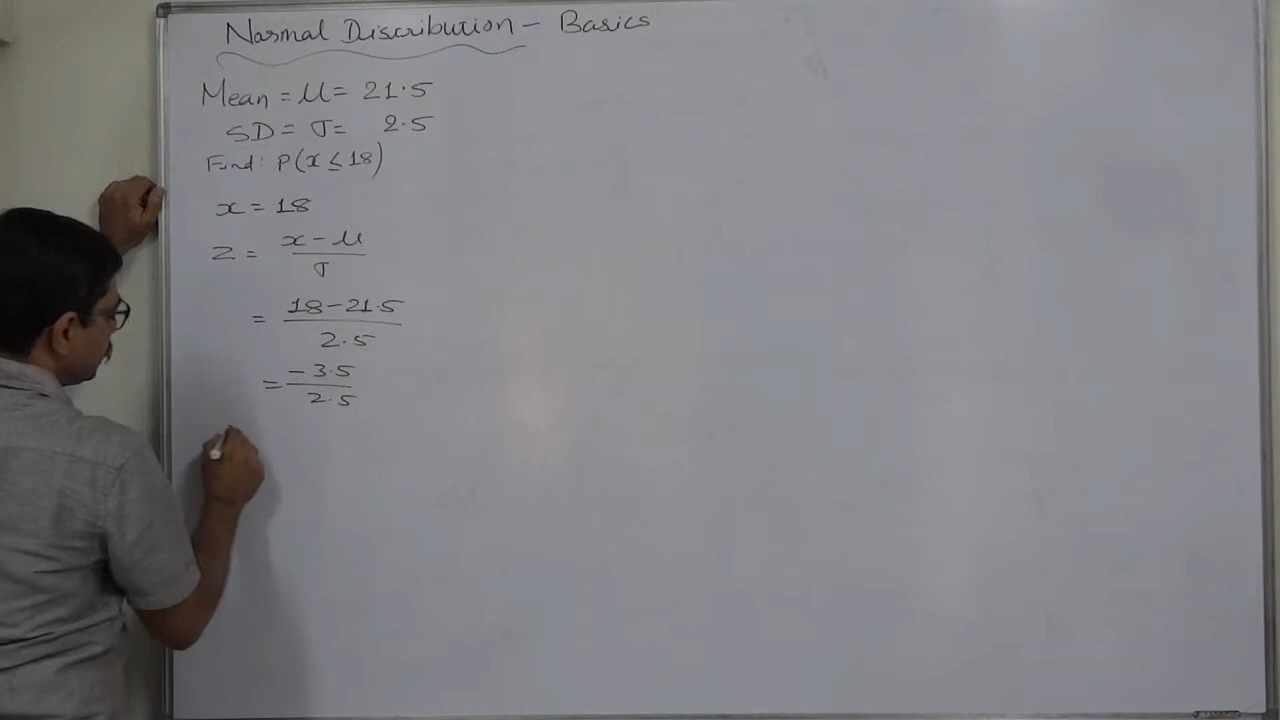 Normal Discribution - Basics
Mean = μ = 21.5
SD = σ = 2.5
Find: P(x ≤ 18)
x = 18
Z = x - μ / σ
= 18 - 21.5 / 2.5
= -3.5 / 2.5